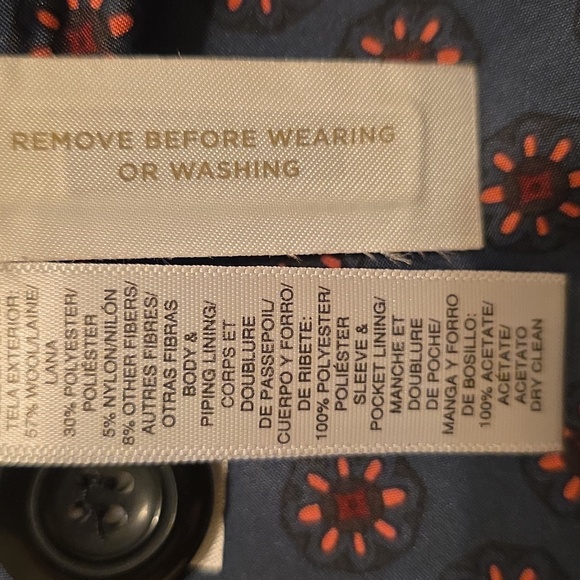 REMOVE BEFORE WEARING
OR WASHING
TELA EXTERIOR:
57% WOOL/LAINE/
LANA
30% POLYESTER/
POLIÉSTER
5% NYLON/NILÓN
8% OTHER FIBERS/
AUTRES FIBRES/
OTRAS FIBRAS
BODY &
PIPING LINING/
CORPS ET
DOUBLURE
DE PASSEPOIL/
CUERPO Y FORRO/
DE RIBETE:
100% POLYESTER/
POLIÉSTER
SLEEVE &
POCKET LINING/
MANCHE ET
DOUBLURE
DE POCHE/
MANGA Y FORRO
DE BOSILLO:
100% ACETATE/
ACÉTATE/
ACETATO
DRY CLEAN